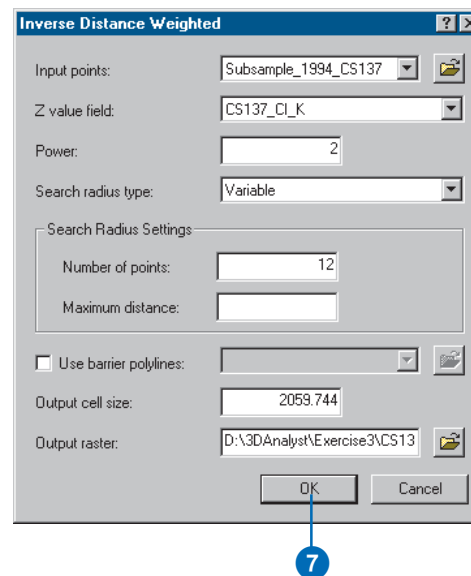 Inverse Distance Weighted
Input points: Subsample_1994_CS137
Z value field: CS137_CI_K
Power: 2
Search radius type: Variable
Search Radius Settings
Number of points: 12
Maximum distance:
Use barrier polylines:
Output cell size: 2059.744
Output raster: D:\3DAnalyst\Exercise3\CS13
OK Cancel
7